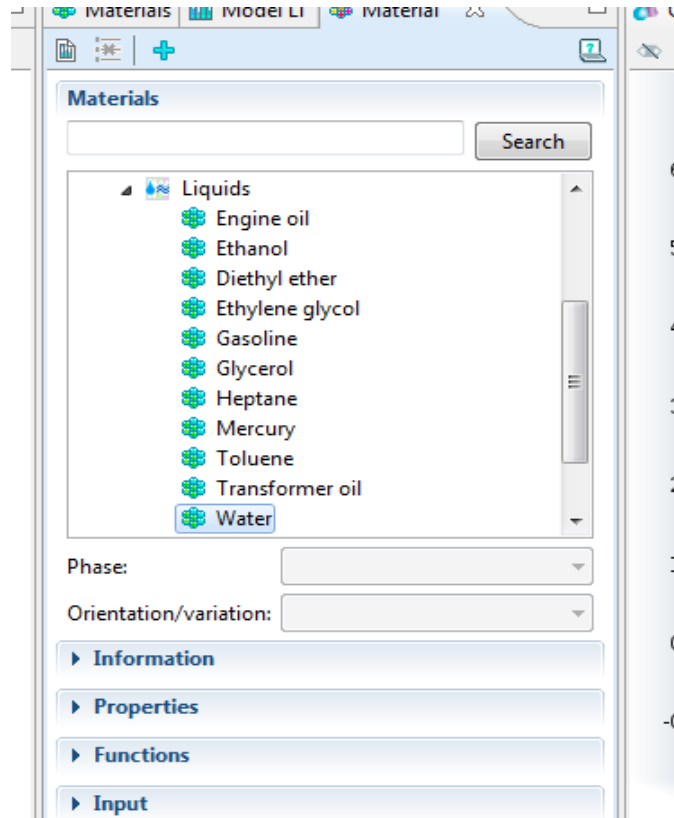 Materials Model Li Material
Materials
Search
Liquids
Engine oil
Ethanol
Diethyl ether
Ethylene glycol
Gasoline
Glycerol
Heptane
Mercury
Toluene
Transformer oil
Water
Phase:
Orientation/variation:
Information
Properties
Functions
Input